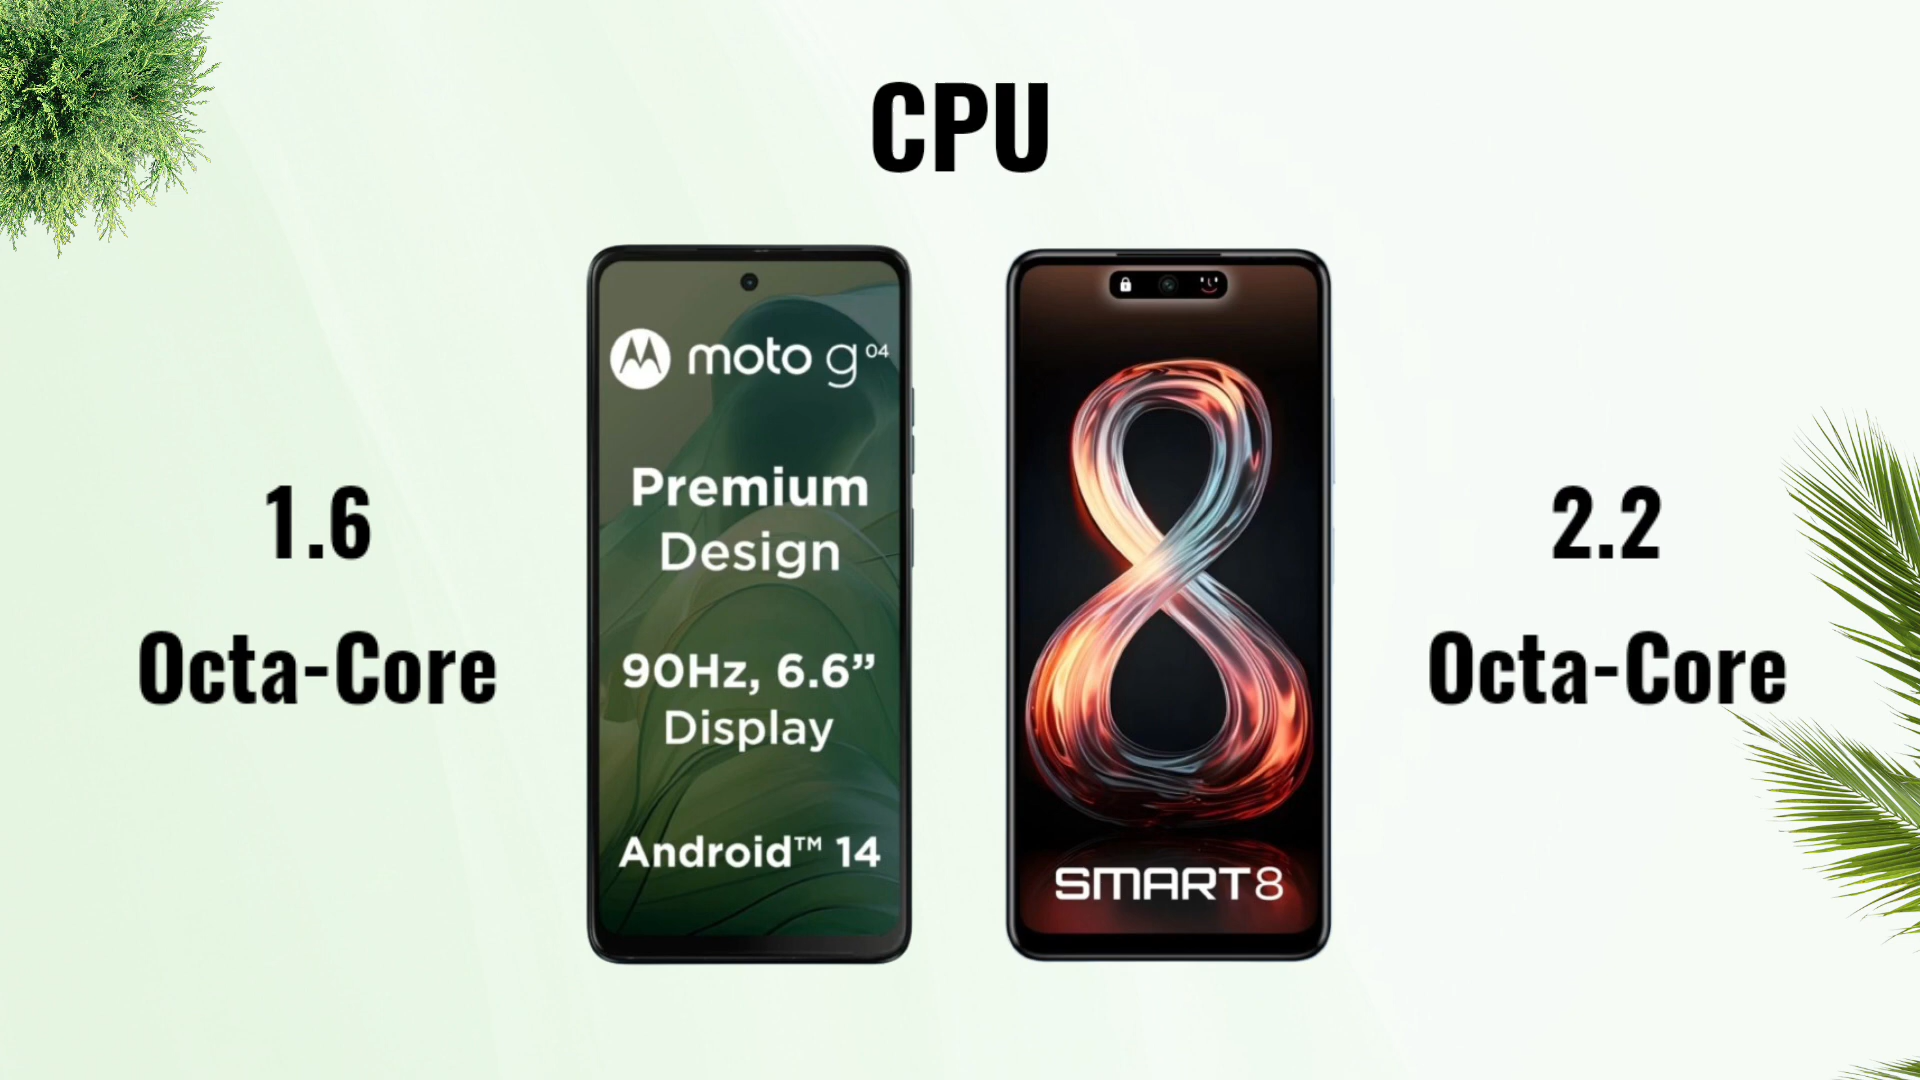 CPU
1.6
Octa-Core
moto g04
Premium
Design
90Hz, 6.6”
Display
Android™ 14
SMART8
2.2
Octa-Core